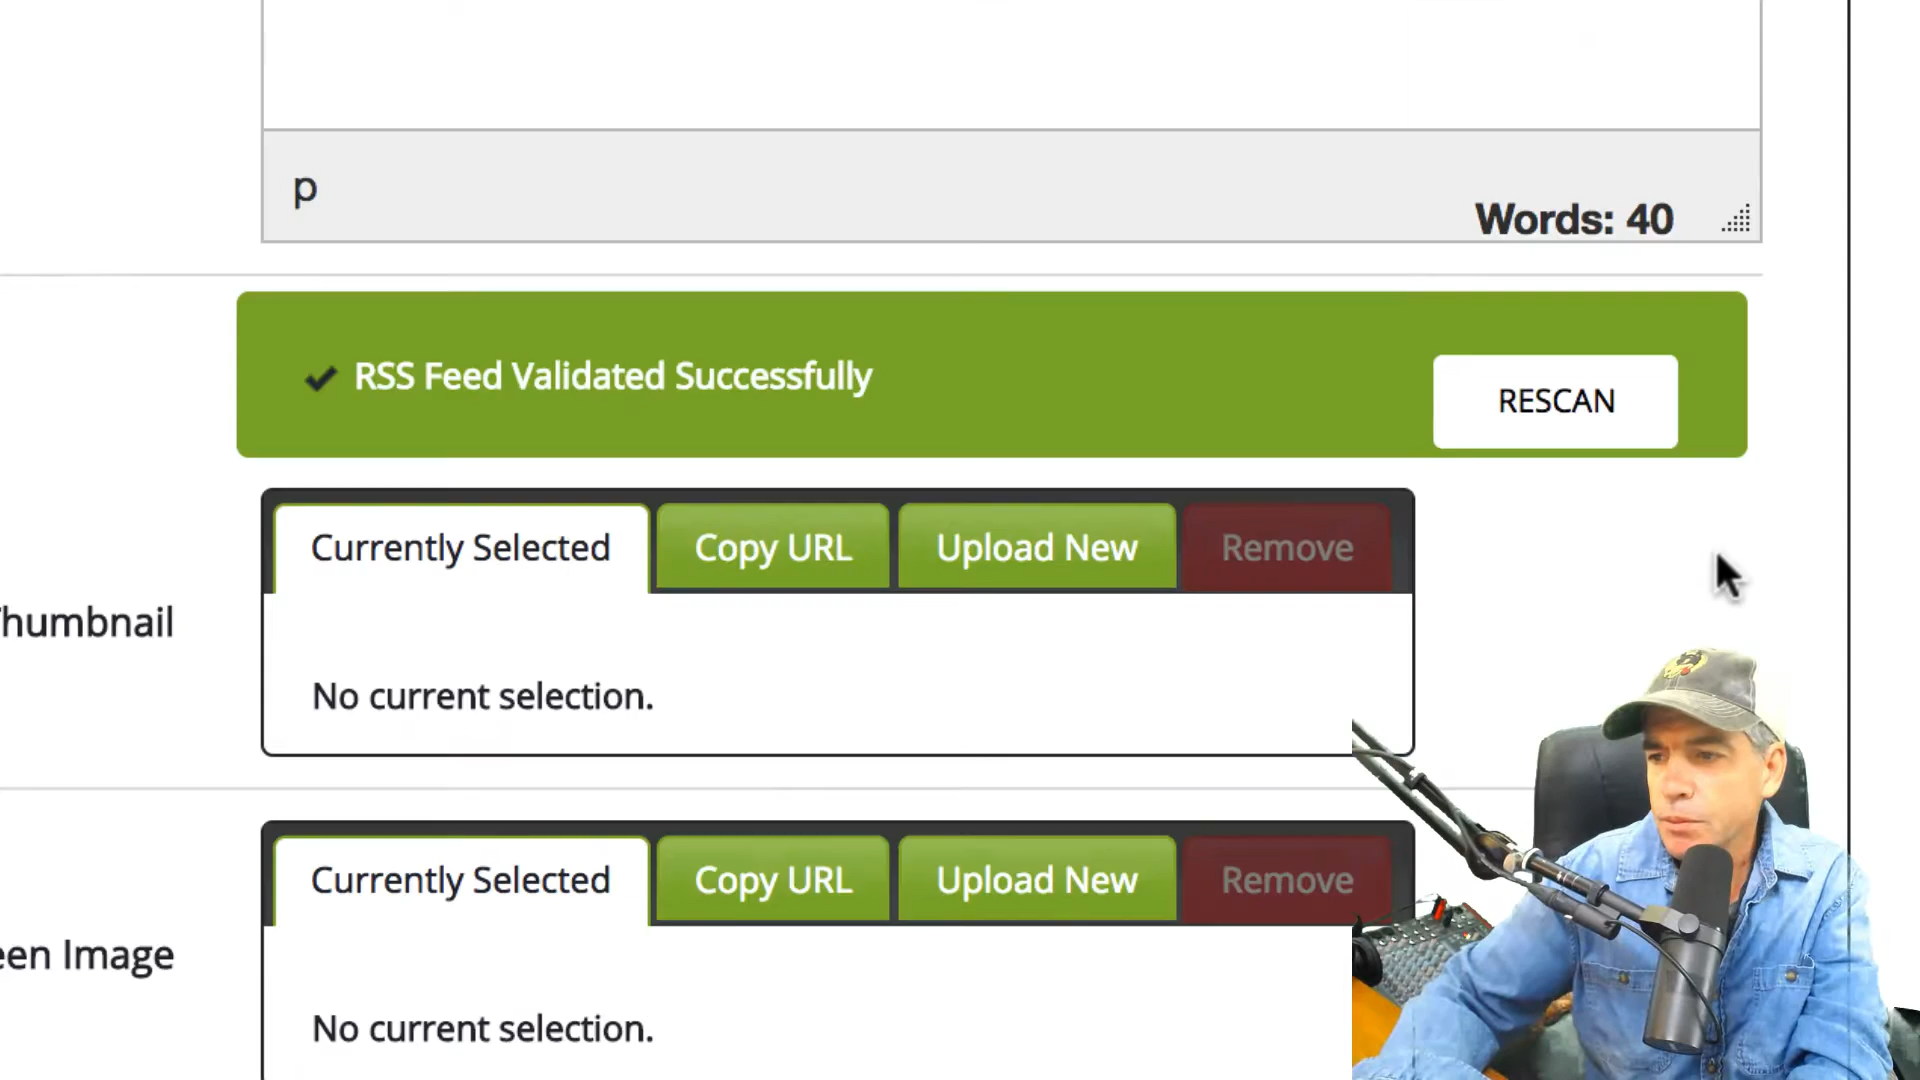 p
Words: 40
RSS Feed Validated Successfully
RESCAN
Currently Selected
Copy URL
Upload New
Remove
humbnail
No current selection.
Currently Selected
Copy URL
Upload New
Remove
een Image
No current selection.